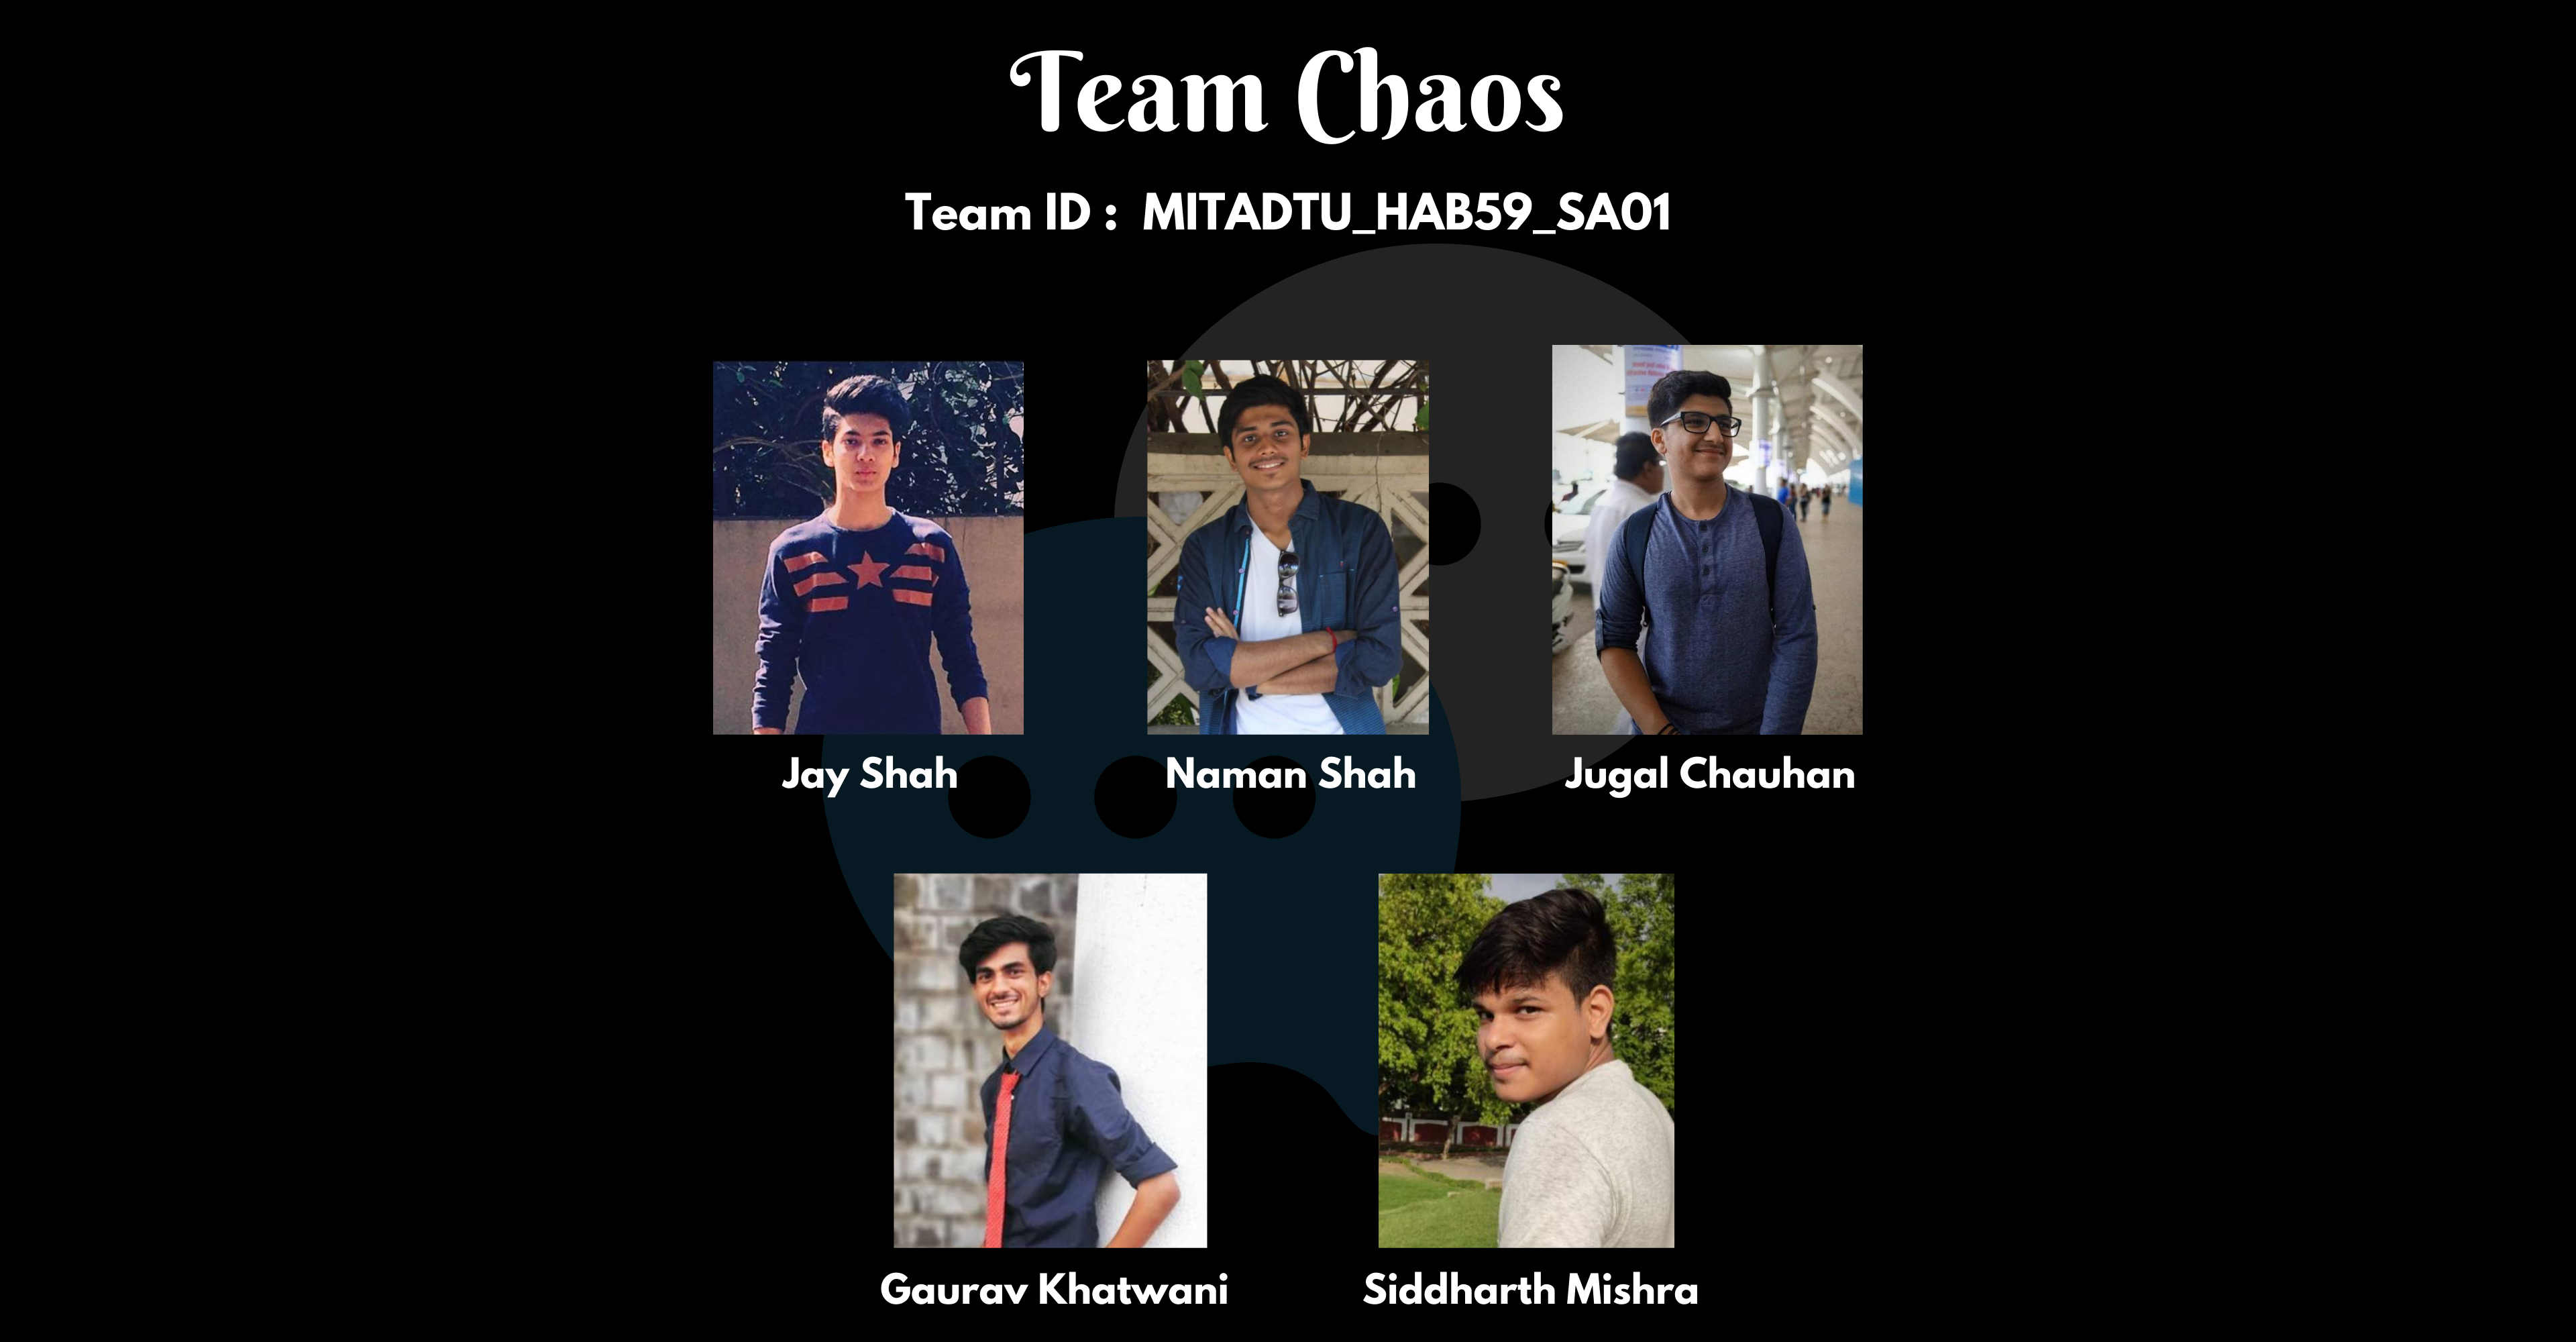 Team Chaos
Team ID : MITADTU_HAB59_SA01
Jay Shah
Naman Shah
Jugal Chauhan
Gaurav Khatwani
Siddharth Mishra